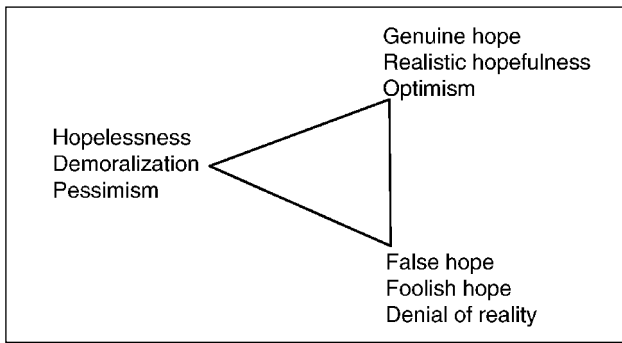 Genuine hope
Realistic hopefulness
Optimism
Hopelessness
Demoralization
Pessimism
False hope
Foolish hope
Denial of reality